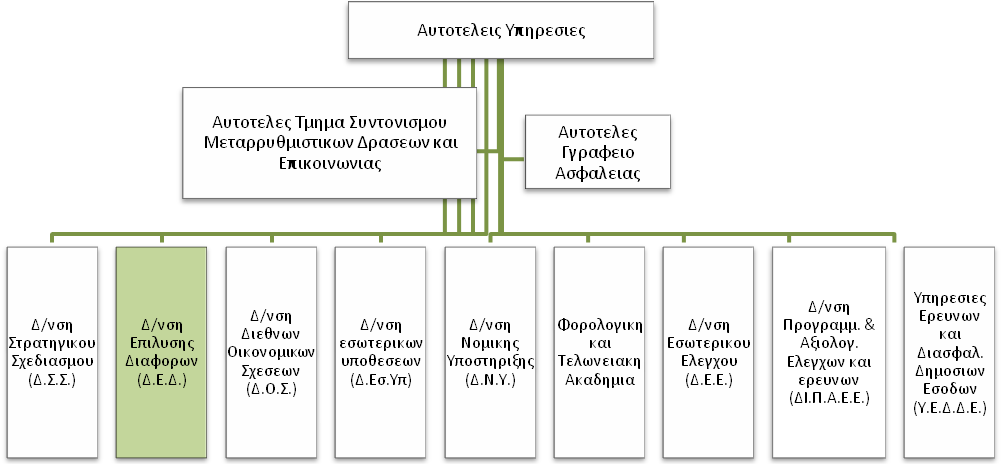 Αυτοτελεις Υπηρεσιες
Αυτοτελες Τμημα Συντονισμου
Μεταρρυθμιστικων Δρασεων και
Επικοινωνιας
Αυτοτελες
Γγραφειο
Ασφαλειας
Δ/νση
Στρατηγικου
Σχεδιασμου
(Δ.Σ.Σ.)
Δ/νση
Επιλυσης
Διαφορων
(Δ.Ε.Δ.)
Δ/νση
Διεθνων
Οικονομικων
Σχεσεων
(Δ.Ο.Σ.)
Δ/νση
εσωτερικων
υποθεσεων
(Δ.Εσ.Υπ)
Δ/νση
Νομικης
Υποστηριξης
(Δ.Ν.Υ.)
Φορολογικη
και
Τελωνειακη
Ακαδημια
Δ/νση
Εσωτερικου
Ελεγχου
(Δ.Ε.Ε.)
Δ/νση
Προγραμμ. &
Αξιολογ.
Ελεγχων και
ερευνων
(ΔΙ.Π.Α.Ε.Ε.)
Υπηρεσιες
Ερευνων
και
Διασφαλ.
Δημοσιων
Εσοδων
(Υ.Ε.Δ.Δ.Ε.)